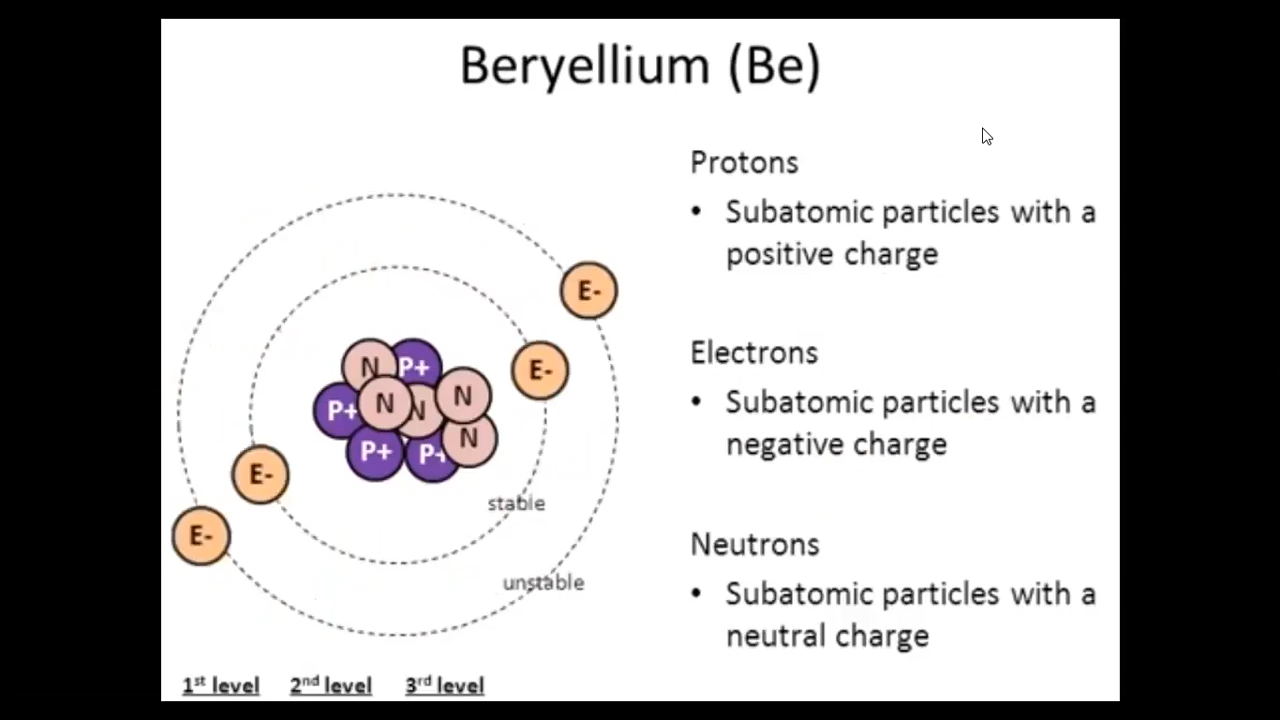 Beryellium (Be)
Protons
• Subatomic particles with a
positive charge
Electrons
• Subatomic particles with a
negative charge
Neutrons
• Subatomic particles with a
neutral charge
E-
E-
N P+
N
P+ N N
N
P+ P+
E-
E-
stable
unstable
1st level 2nd level 3rd level